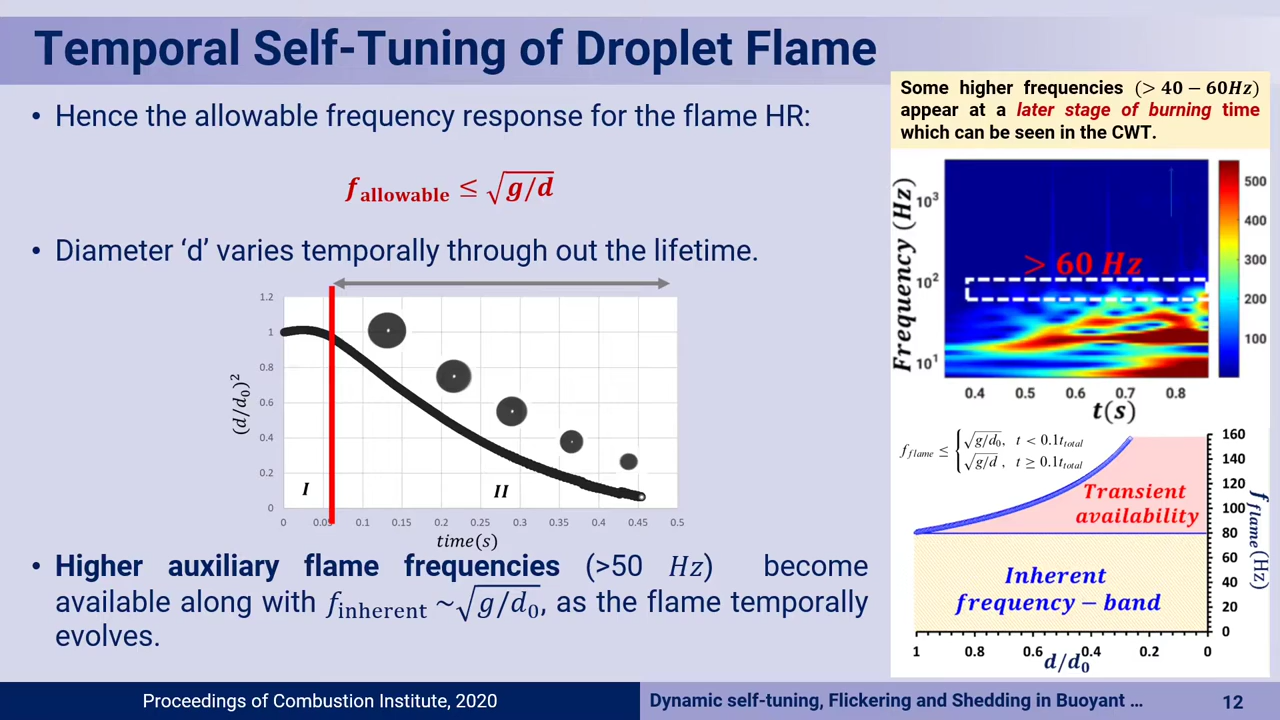 Temporal Self-Tuning of Droplet Flame
• Hence the allowable frequency response for the flame HR:
f_allowable ≤ √g/d
• Diameter ‘d’ varies temporally through out the lifetime.
1.2
1
0.8
0.6
0.4
0.2
0
(d/d₀)²
I
II
0 0.05 0.1 0.15 0.2 0.25 0.3 0.35 0.4 0.45 0.5
time(s)
• Higher auxiliary flame frequencies (>50 Hz) become
available along with f_inherent ~√g/d₀, as the flame temporally
evolves.
Some higher frequencies (> 40 − 60Hz)
appear at a later stage of burning time
which can be seen in the CWT.
Frequency (Hz)
10³
10²
10¹
> 60 Hz
500
400
300
200
100
0.4 0.5 0.6 0.7 0.8
t(s)
f_flame ≤ { √g/d₀, t < 0.1t_total
√g/d , t ≥ 0.1t_total
160
140
120
100
80
60
40
20
0
f_flame(Hz)
Transient
availability
Inherent
frequency − band
1 0.8 0.6 0.4 0.2 0
d/d₀
Proceedings of Combustion Institute, 2020
Dynamic self-tuning, Flickering and Shedding in Buoyant ...
12